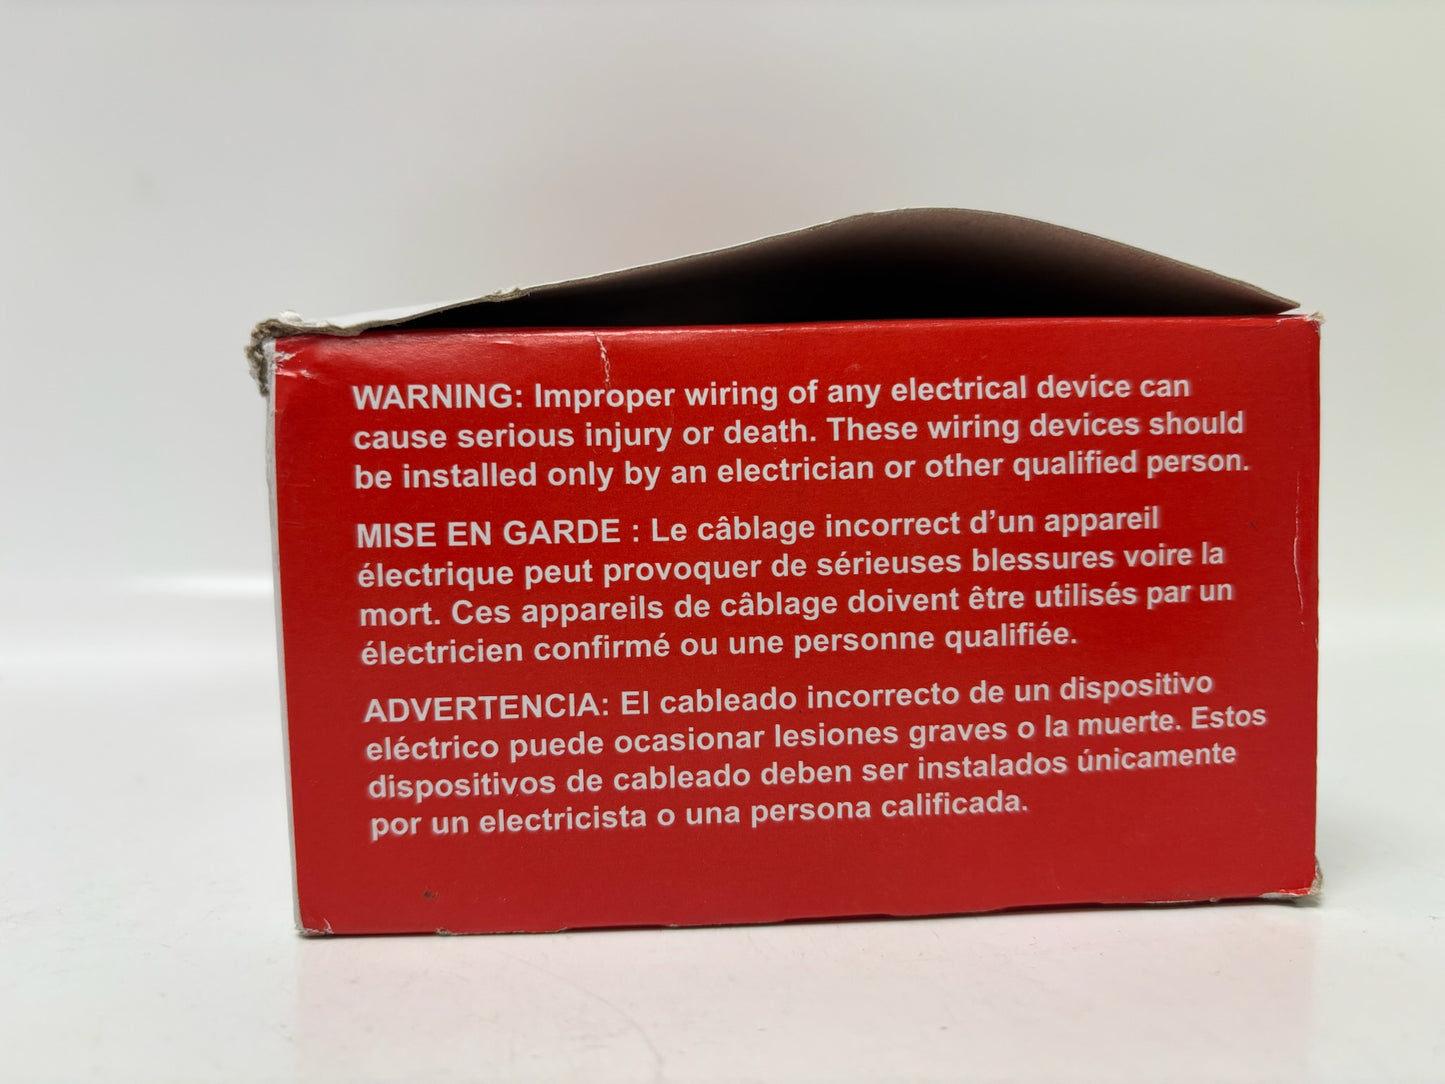 WARNING: Improper wiring of any electrical device can
cause serious injury or death. These wiring devices should
be installed only by an electrician or other qualified person.
MISE EN GARDE : Le câblage incorrect d’un appareil
électrique peut provoquer de sérieuses blessures voire la
mort. Ces appareils de câblage doivent être utilisés par un
électricien confirmé ou une personne qualifiée.
ADVERTENCIA: El cableado incorrecto de un dispositivo
eléctrico puede ocasionar lesiones graves o la muerte. Estos
dispositivos de cableado deben ser instalados únicamente
por un electricista o una persona calificada.